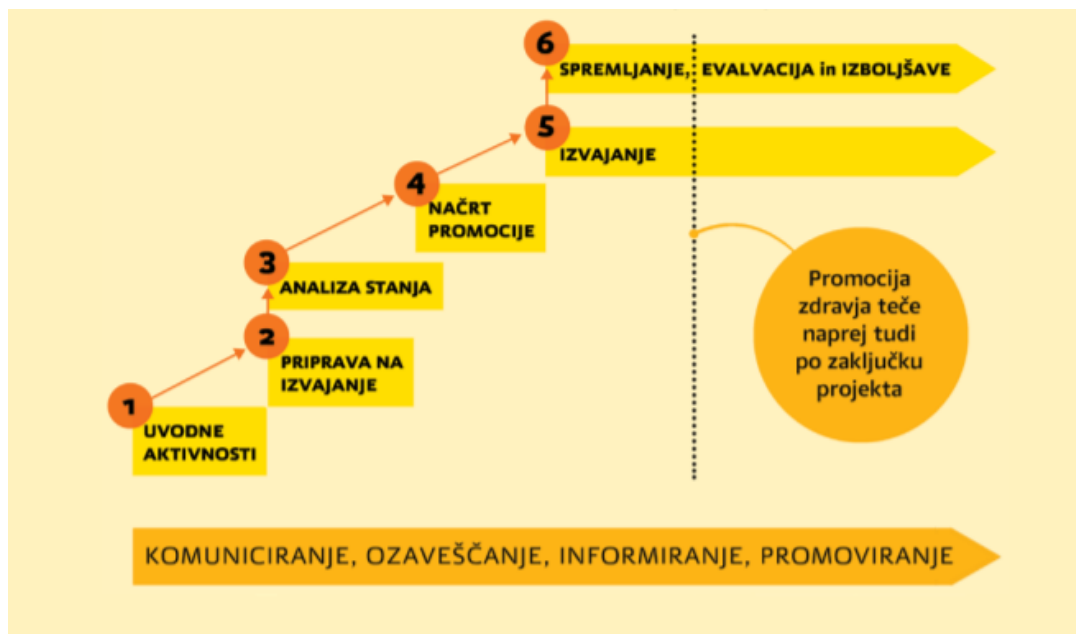 6
SPREMLJANJE, EVALVACIJA in IZBOLJŠAVE
5
IZVAJANJE
4
NAČRT
PROMOCIJE
3
ANALIZA STANJA
2
PRIPRAVA NA
IZVAJANJE
1
UVODNE
AKTIVNOSTI
Promocija
zdravja teče
naprej tudi
po zaključku
projekta
KOMUNICIRANJE, OZAVEŠČANJE, INFORMIRANJE, PROMOVIRANJE